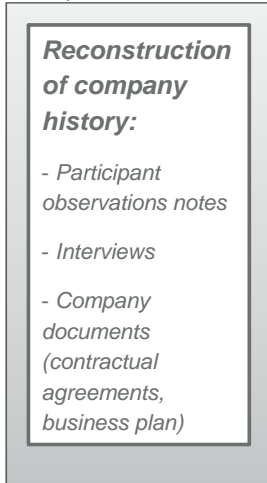 Reconstruction
of company
history:
- Participant
observations notes
- Interviews
- Company
documents
(contractual
agreements,
business plan)